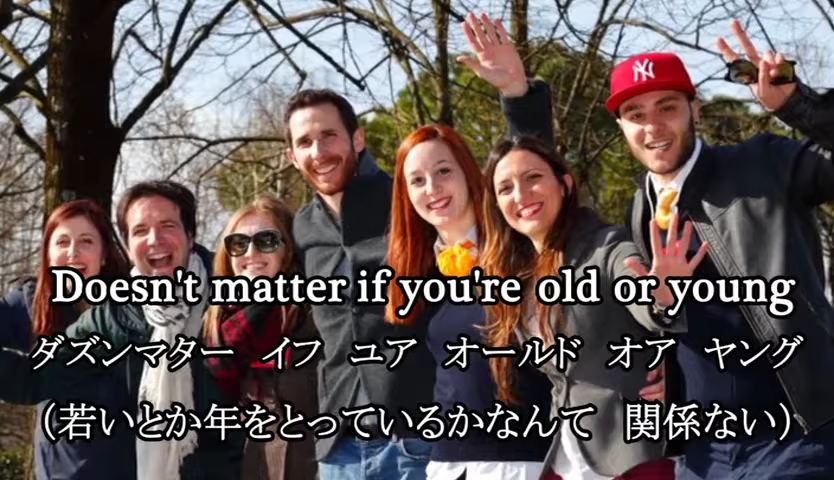 NY
Doesn't matter if you're old or young
ダズンマター イフ ユア オールド オア ヤング
（若いとか年をとっているかなんて 関係ない）